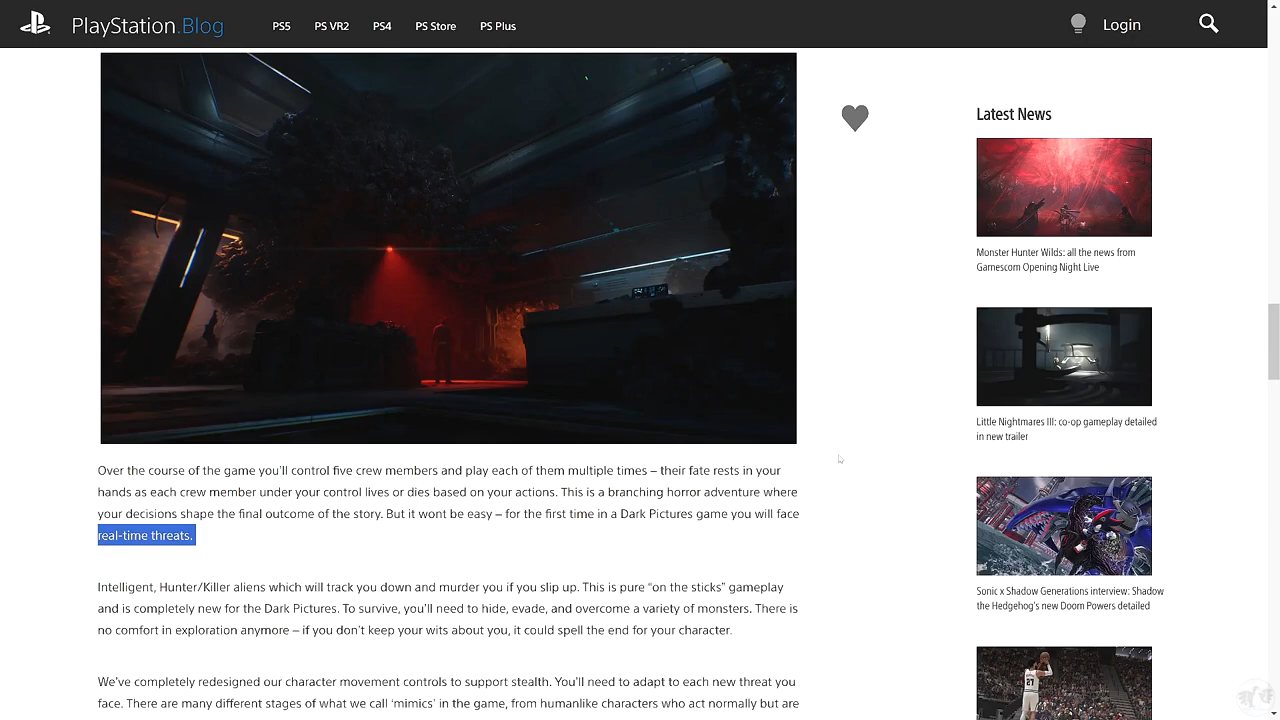 PlayStation.Blog
PS5
PS VR2
PS4
PS Store
PS Plus
Login
Over the course of the game you'll control five crew members and play each of them multiple times – their fate rests in your
hands as each crew member under your control lives or dies based on your actions. This is a branching horror adventure where
your decisions shape the final outcome of the story. But it wont be easy – for the first time in a Dark Pictures game you will face
real-time threats.
Intelligent, Hunter/Killer aliens which will track you down and murder you if you slip up. This is pure “on the sticks” gameplay
and is completely new for the Dark Pictures. To survive, you'll need to hide, evade, and overcome a variety of monsters. There is
no comfort in exploration anymore – if you don't keep your wits about you, it could spell the end for your character.
We've completely redesigned our character movement controls to support stealth. You'll need to adapt to each new threat you
face. There are many different stages of what we call 'mimics' in the game, from humanlike characters who act normally but are
Latest News
Monster Hunter Wilds: all the news from
Gamescom Opening Night Live
Little Nightmares III: co-op gameplay detailed
in new trailer
Sonic x Shadow Generations interview: Shadow
the Hedgehog's new Doom Powers detailed
27